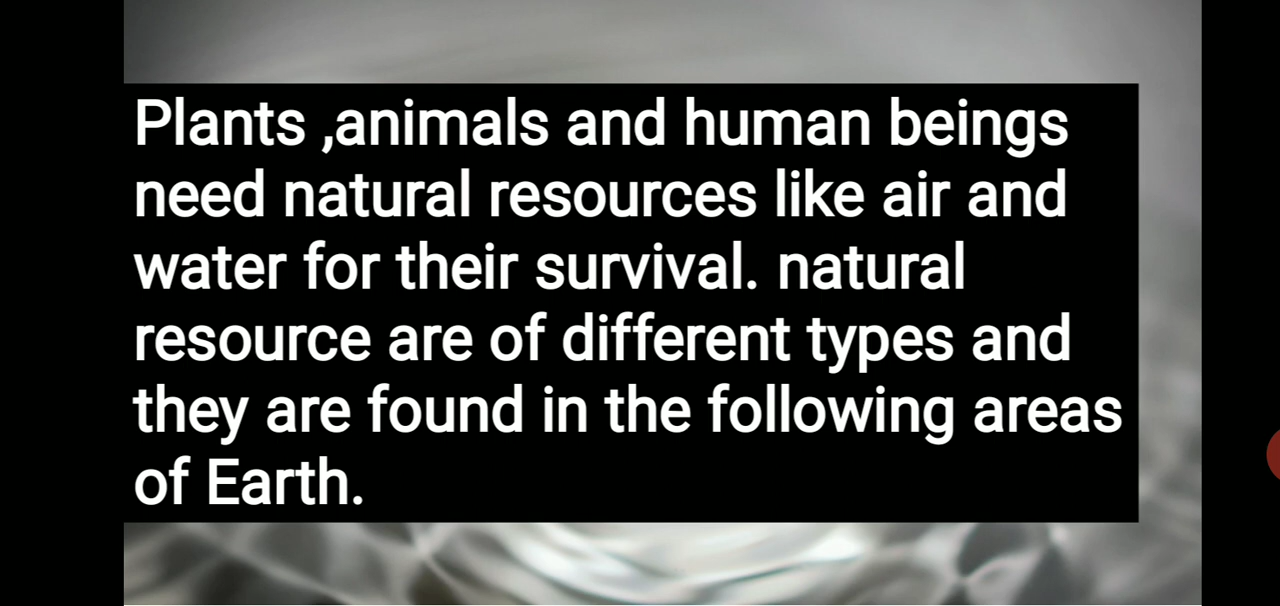 Plants ,animals and human beings
need natural resources like air and
water for their survival. natural
resource are of different types and
they are found in the following areas
of Earth.